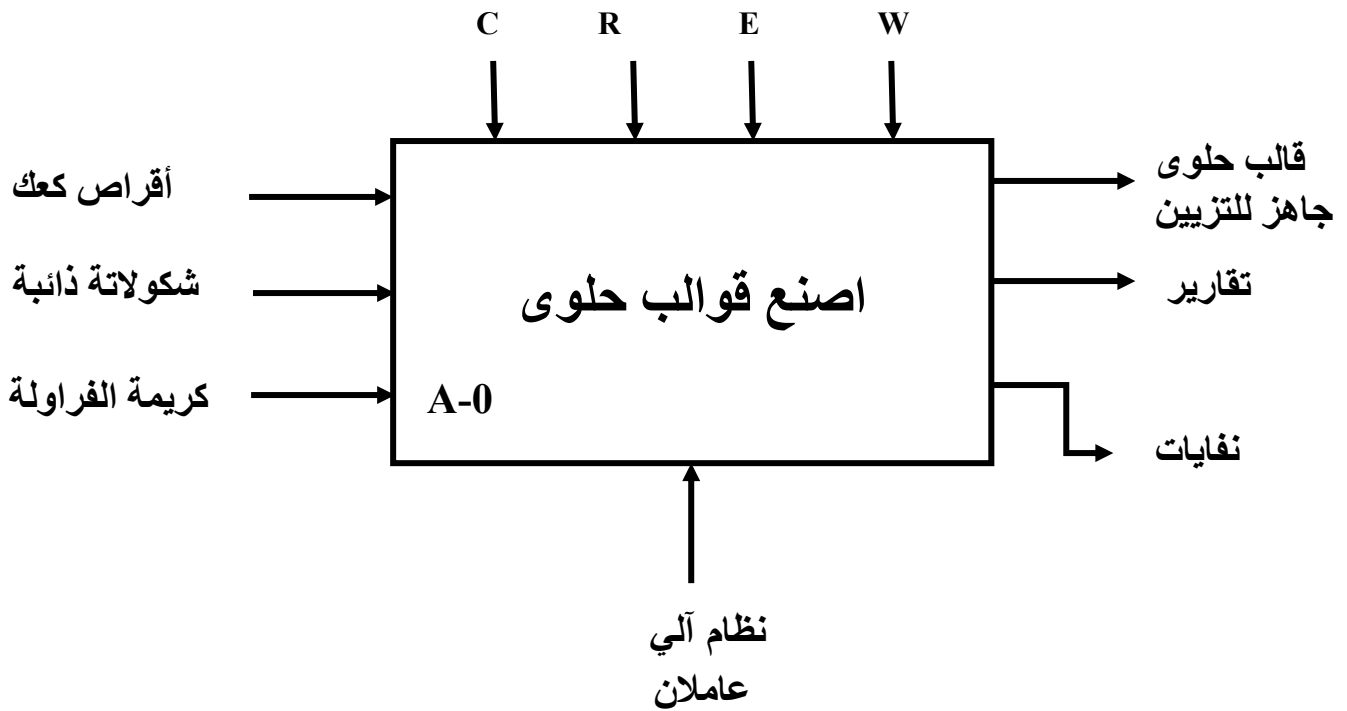 C R E W
قالب حلوى
جاهز للتزيين
أقراص كعك
تقارير
شكولاتة ذائبة
اصنع قوالب حلوى
كريمة الفراولة
A-0
نفايات
نظام آلي
عاملان